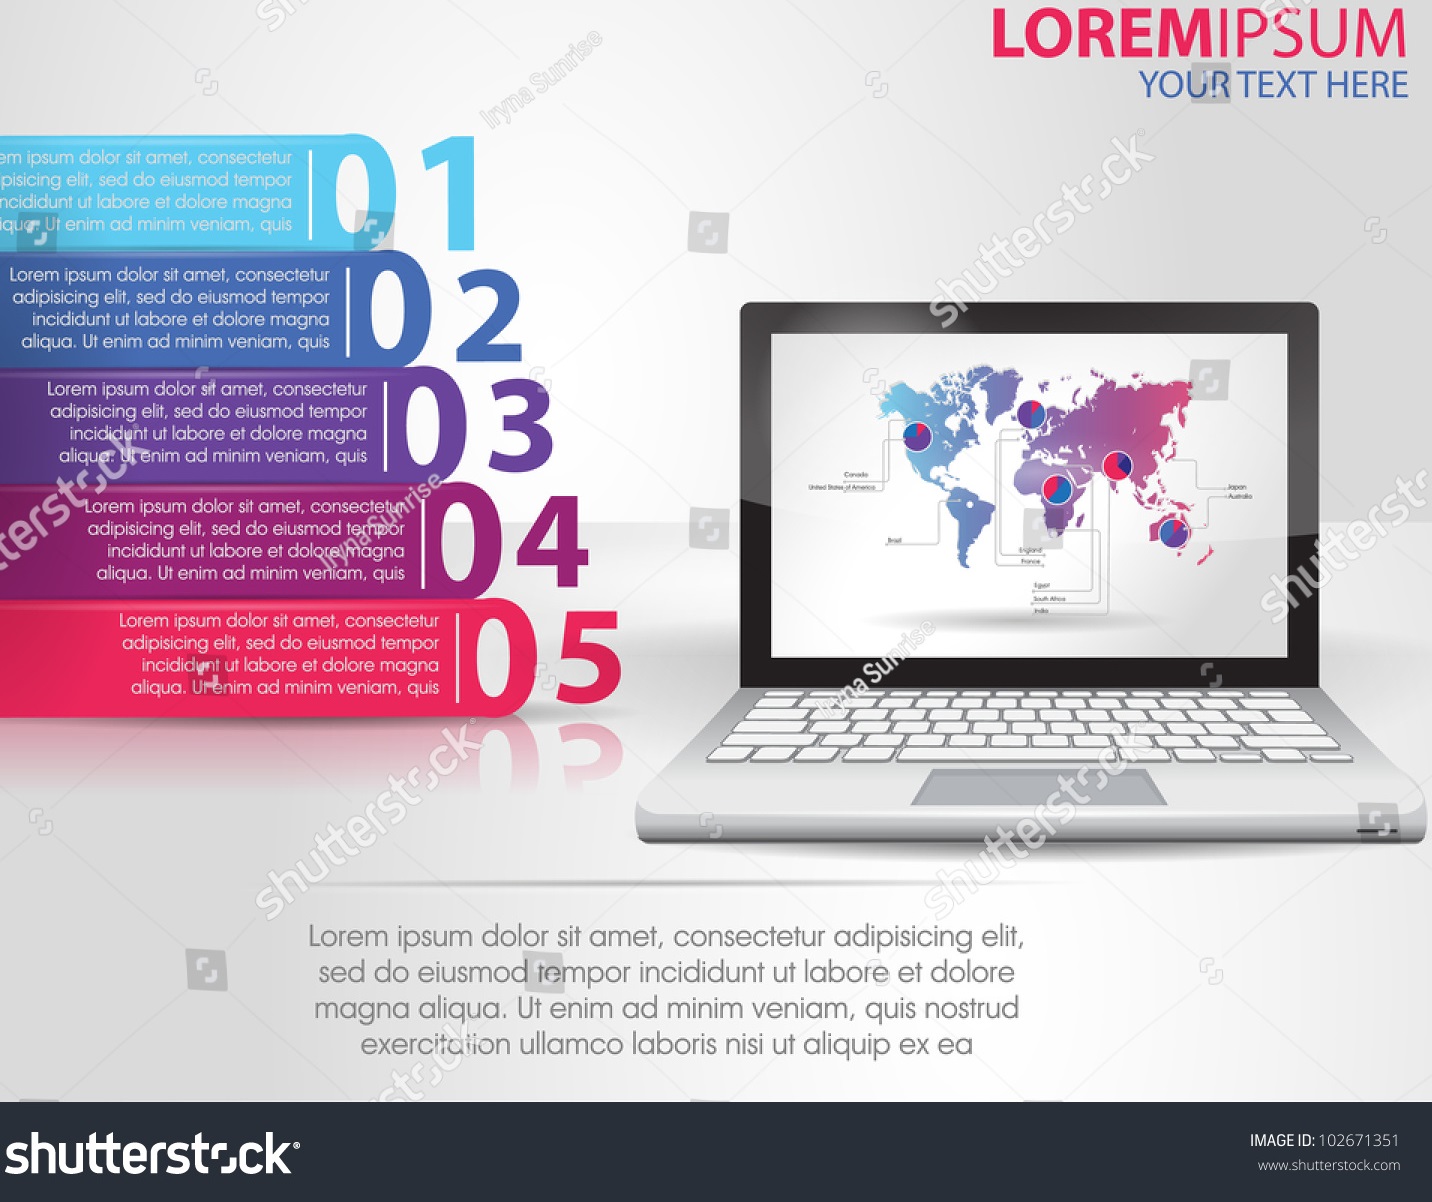 LOREMIPSUM
YOUR TEXT HERE
em ipsum dolor sit amet, consectetur
pisicing elit, sed do eiusmod tempor
ncididunt ut labore et dolore magna
iqua. Ut enim ad minim veniam, quis
01
Lorem ipsum dolor sit amet, consectetur
adipisicing elit, sed do eiusmod tempor
incididunt ut labore et dolore magna
aliqua. Ut enim ad minim veniam, quis
02
Lorem ipsum dolor sit amet, consectetur
adipisicing elit, sed do eiusmod tempor
incididunt ut labore et dolore magna
aliqua. Ut enim ad minim veniam, quis
03
Lorem ipsum dolor sit amet, consectetur
adipisicing elit, sed do eiusmod tempor
incididunt ut labore et dolore magna
aliqua. Ut enim ad minim veniam, quis
04
Lorem ipsum dolor sit amet, consectetur
adipisicing elit, sed do eiusmod tempor
incididunt ut labore et dolore magna
aliqua. Ut enim ad minim veniam, quis
05
Canada
United States of America
Brazil
England
France
Egypt
South Africa
India
Japan
Australia
Lorem ipsum dolor sit amet, consectetur adipisicing elit,
sed do eiusmod tempor incididunt ut labore et dolore
magna aliqua. Ut enim ad minim veniam, quis nostrud
exercitation ullamco laboris nisi ut aliquip ex ea
shutterstock
Iryna Sunrise
shutterstock
shutterstock
Iryna Sunrise
shutterstock
Iryna Sunrise
shutterstock
shutterstock
shutterstock
shutterstock
IMAGE ID: 102671351
www.shutterstock.com